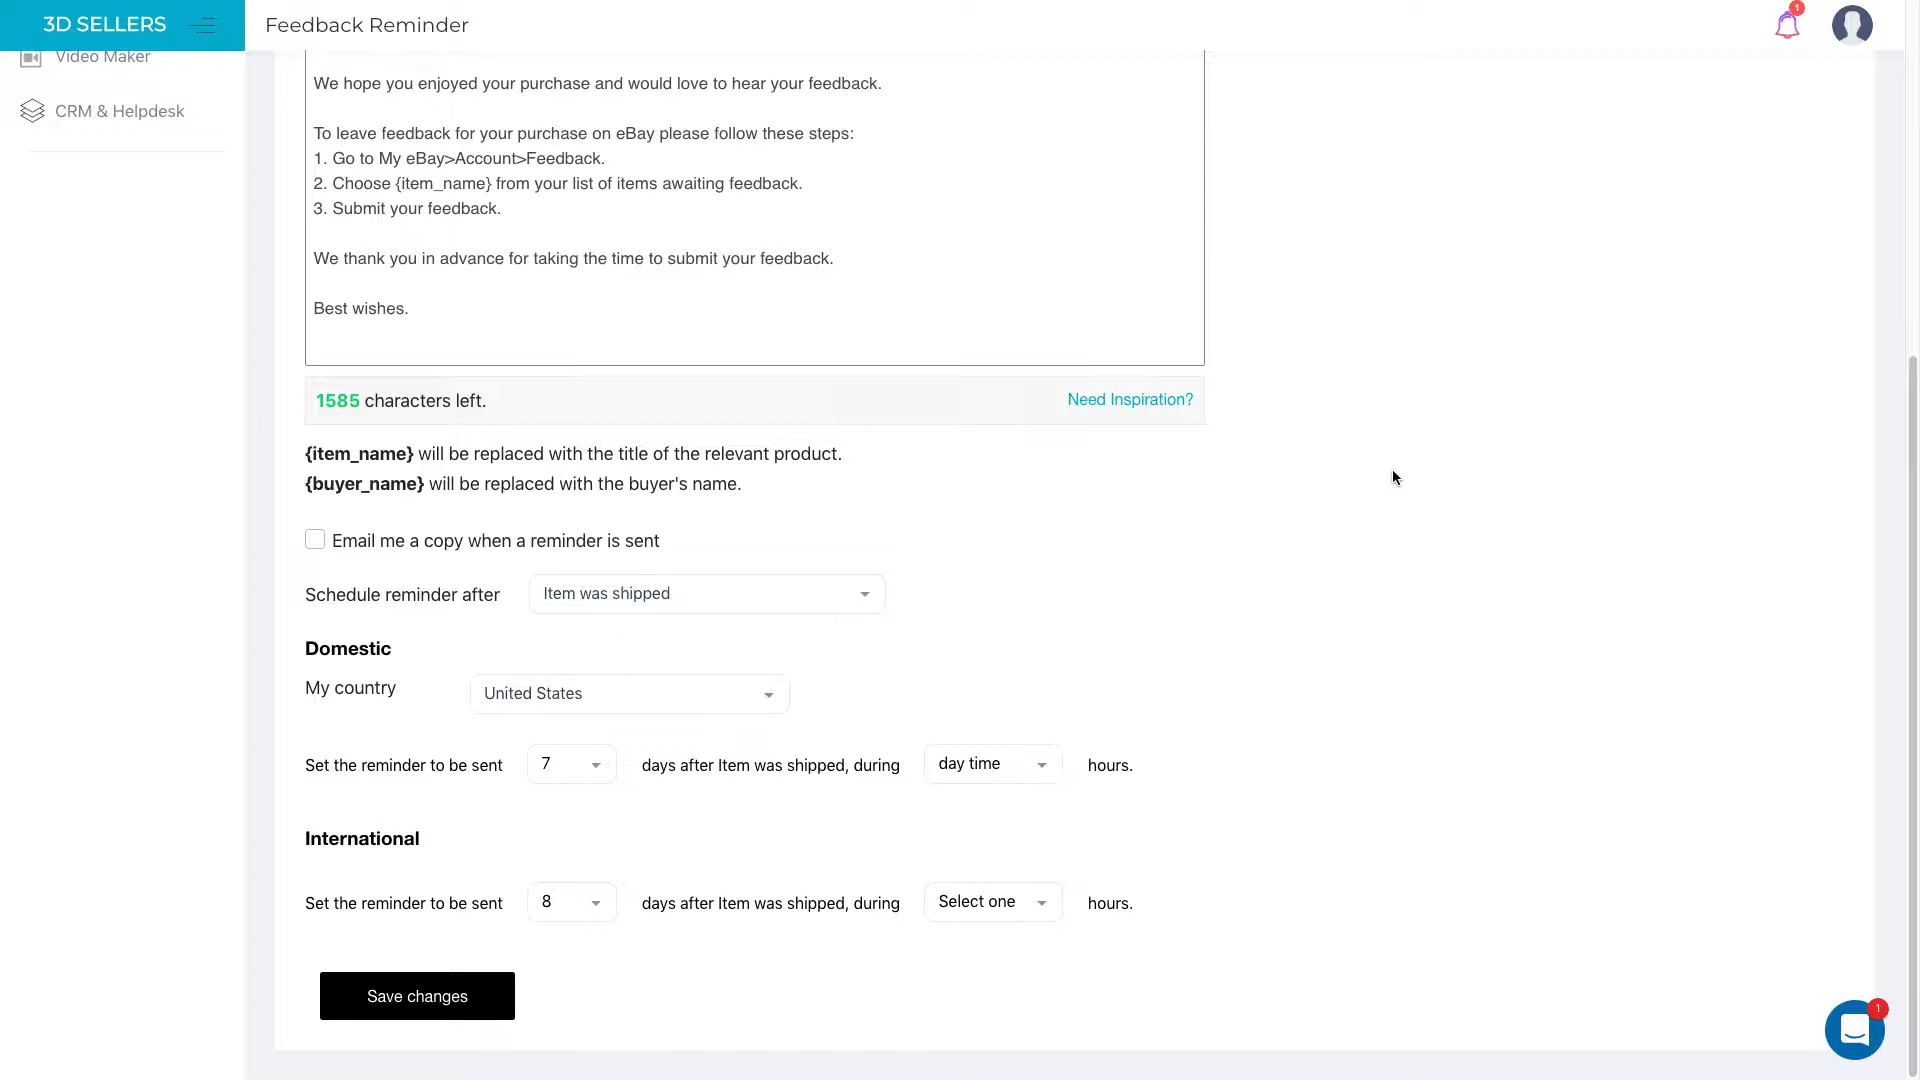 3D SELLERS
Feedback Reminder
1
Video Maker
CRM & Helpdesk
We hope you enjoyed your purchase and would love to hear your feedback.
To leave feedback for your purchase on eBay please follow these steps:
1. Go to My eBay>Account>Feedback.
2. Choose {item_name} from your list of items awaiting feedback.
3. Submit your feedback.
We thank you in advance for taking the time to submit your feedback.
Best wishes.
1585 characters left. Need Inspiration?
{item_name} will be replaced with the title of the relevant product.
{buyer_name} will be replaced with the buyer's name.
Email me a copy when a reminder is sent
Schedule reminder after Item was shipped
Domestic
My country United States
Set the reminder to be sent 7 days after Item was shipped, during day time hours.
International
Set the reminder to be sent 8 days after Item was shipped, during Select one hours.
Save changes
1